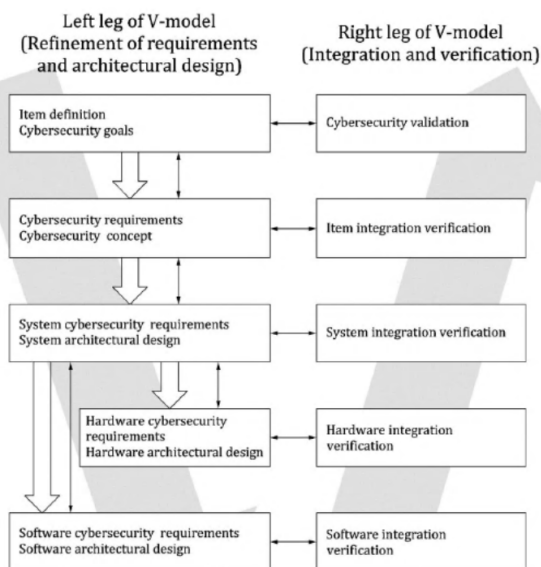 Left leg of V-model
(Refinement of requirements
and architectural design)
Right leg of V-model
(Integration and verification)
Item definition
Cybersecurity goals
Cybersecurity validation
Cybersecurity requirements
Cybersecurity concept
Item integration verification
System cybersecurity requirements
System architectural design
System integration verification
Hardware cybersecurity
requirements
Hardware architectural design
Hardware integration
verification
Software cybersecurity requirements
Software architectural design
Software integration
verification